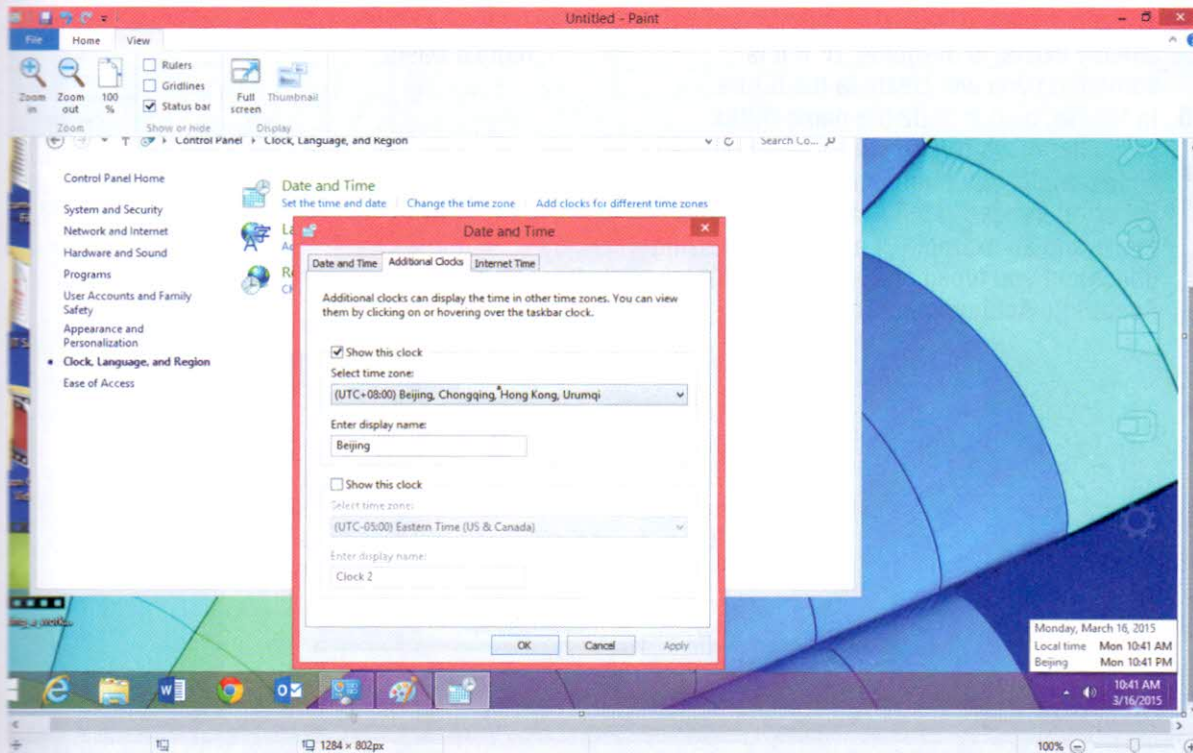 Untitled - Paint
File Home View
Zoom in
Zoom out
100 %
Rulers
Gridlines
Status bar
Full screen
Thumbnail
Zoom
Show or hide
Display
Control Panel Clock, Language, and Region
Search Co...
Control Panel Home
System and Security
Network and Internet
Hardware and Sound
Programs
User Accounts and Family
Safety
Appearance and
Personalization
Clock, Language, and Region
Ease of Access
Date and Time
Set the time and date Change the time zone Add clocks for different time zones
Date and Time
Date and Time Additional Clocks Internet Time
Additional clocks can display the time in other time zones. You can view
them by clicking on or hovering over the taskbar clock.
Show this clock
Select time zone:
(UTC+08:00) Beijing, Chongqing, Hong Kong, Urumqi
Enter display name:
Beijing
Show this clock
Select time zone:
(UTC-05:00) Eastern Time (US & Canada)
Enter display name:
Clock 2
OK Cancel Apply
Monday, March 16, 2015
Local time Mon 10:41 AM
Beijing Mon 10:41 PM
10:41 AM
3/16/2015
1284 × 802px
100%